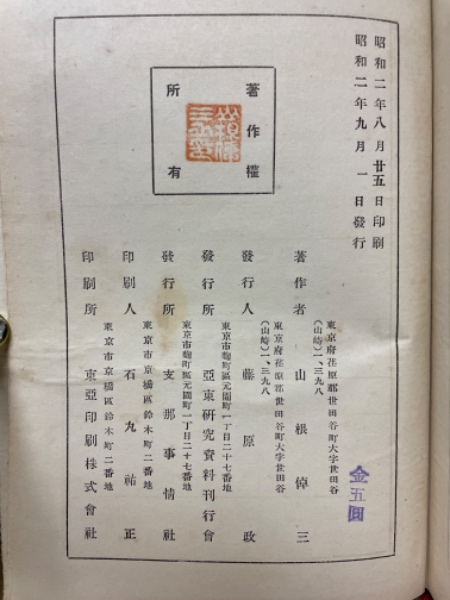 昭和二年八月廿五日印刷
昭和二年九月一日發行
著作權
所有
東京府荏原郡世田谷町大字世田谷
(山崎)一、三九八
著作者 山根倬三
東京府荏原郡世田谷町大字世田谷
(山崎)一、三九八
發行人 藤原政
東京市麴町區元園町一丁目二十七番地
發行所 亞東研究資料刊行會
東京市麴町區元園町一丁目二十七番地
發行所 支那事情社
東京市京橋區鈴木町二番地
印刷人 石丸祐正
東京市京橋區鈴木町二番地
印刷所 東亞印刷株式會社
金五圓